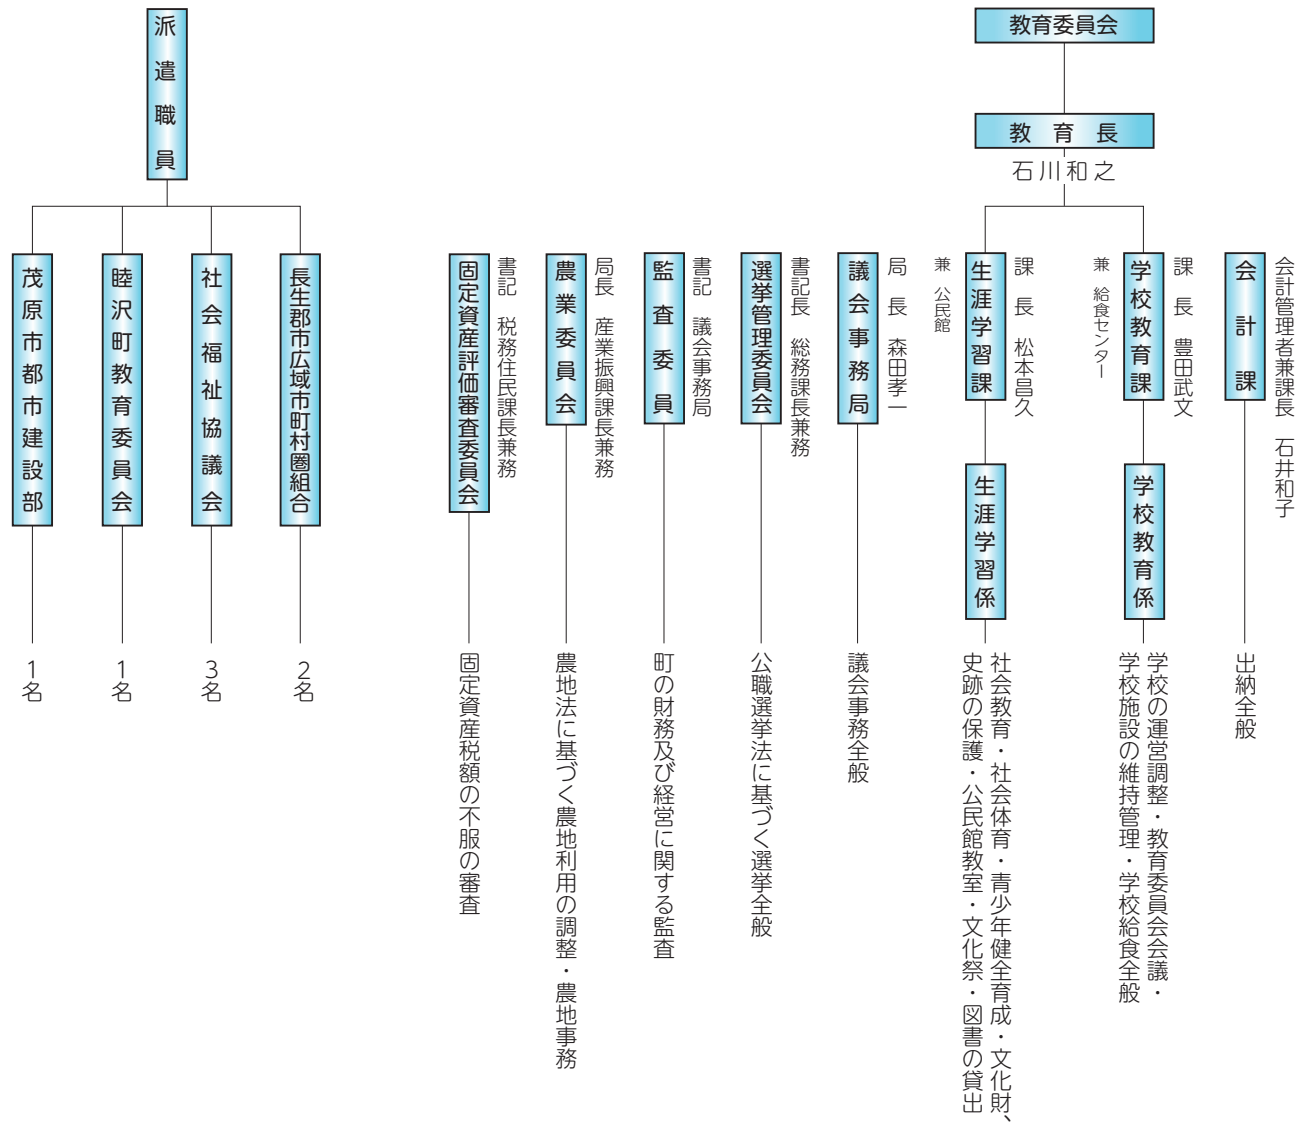 会計課
会計管理者兼課長　石井和子
出納全般
教育委員会
教育長
石川和之
学校教育課
課長　豊田武文
兼　給食センター
学校教育係
学校の運営調整・教育委員会会議・
学校施設の維持管理・学校給食全般
生涯学習課
課長　松本昌久
兼　公民館
生涯学習係
社会教育・社会体育・青少年健全育成・文化財、
史跡の保護・公民館教室・文化祭・図書の貸出
議会事務局
局長　森田孝一
議会事務全般
選挙管理委員会
書記長　総務課長兼務
公職選挙法に基づく選挙全般
監査委員
書記　議会事務局
町の財務及び経営に関する監査
農業委員会
局長　産業振興課長兼務
農地法に基づく農地利用の調整・農地事務
固定資産評価審査委員会
書記　税務住民課長兼務
固定資産税額の不服の審査
派遣職員
長生郡市広域市町村圏組合
2名
社会福祉協議会
3名
睦沢町教育委員会
1名
茂原市都市建設部
1名